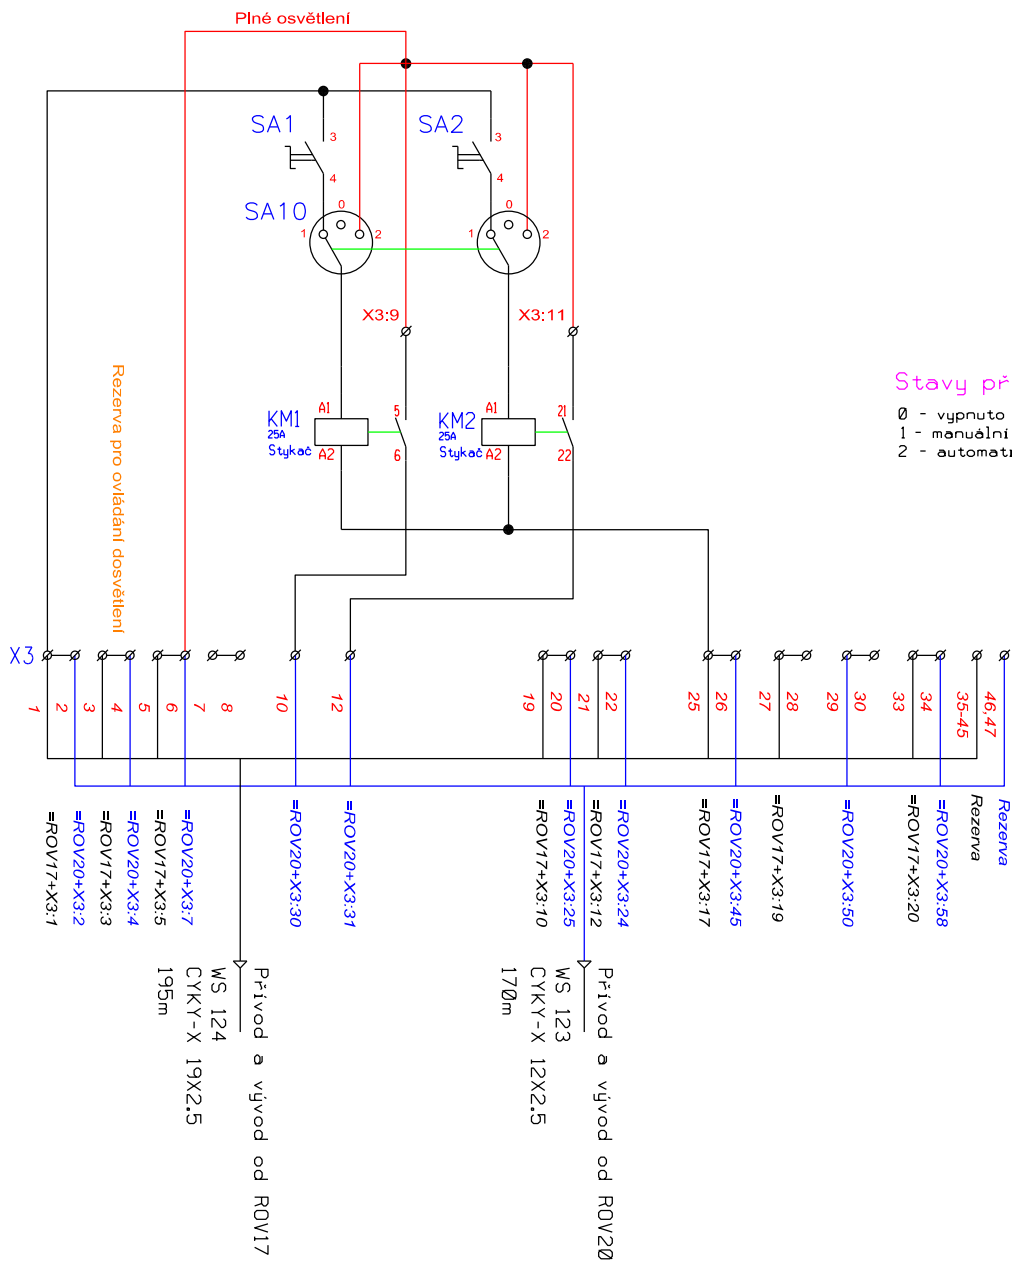 Plné osvětlení
SA1
3
4
SA2
3
4
SA10
0
1
2
0
1
2
X3:9
X3:11
Rezerva pro ovládání dosvětlení
KM1
25A
Stykač
A1
A2
5
6
KM2
25A
Stykač
A1
A2
21
22
Stavy př
0 - vypnuto
1 - manuální
2 - automati
X3
1
2
3
4
5
6
7
8
10
12
19
20
21
22
25
26
27
28
29
30
33
34
35-45
46,47
=ROV17+X3:1
=ROV20+X3:2
=ROV17+X3:3
=ROV20+X3:4
=ROV17+X3:5
=ROV20+X3:7
=ROV20+X3:30
=ROV20+X3:31
=ROV17+X3:10
=ROV20+X3:25
=ROV17+X3:12
=ROV20+X3:24
=ROV17+X3:17
=ROV20+X3:45
=ROV17+X3:19
=ROV20+X3:50
=ROV17+X3:20
=ROV20+X3:58
Rezerva
Rezerva
Přívod a vývod od ROV17
WS 124
CYKY-X 19X2.5
195m
Přívod a vývod od ROV20
WS 123
CYKY-X 12X2.5
170m